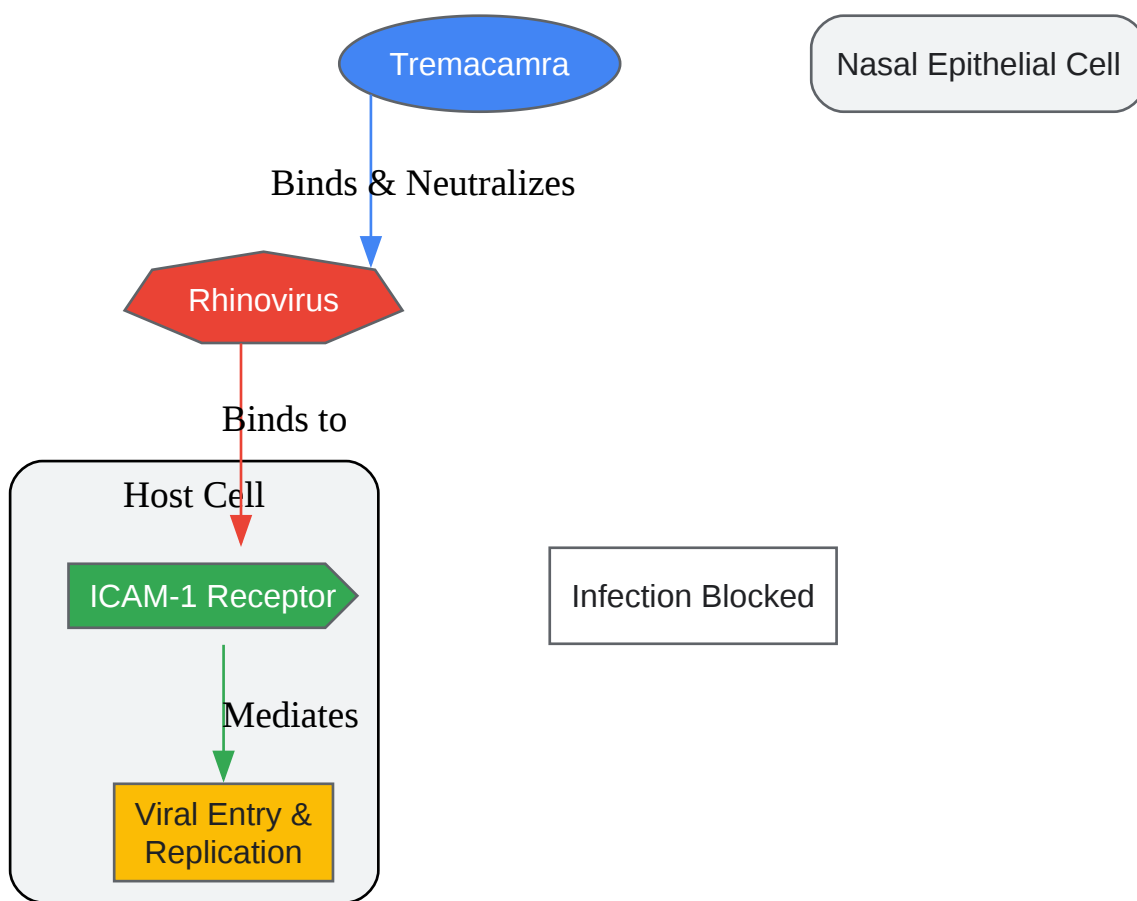 Tremacamra
Nasal Epithelial Cell
Binds & Neutralizes
Rhinovirus
Binds to
Host Cell
ICAM-1 Receptor
Infection Blocked
Mediates
Viral Entry &
Replication